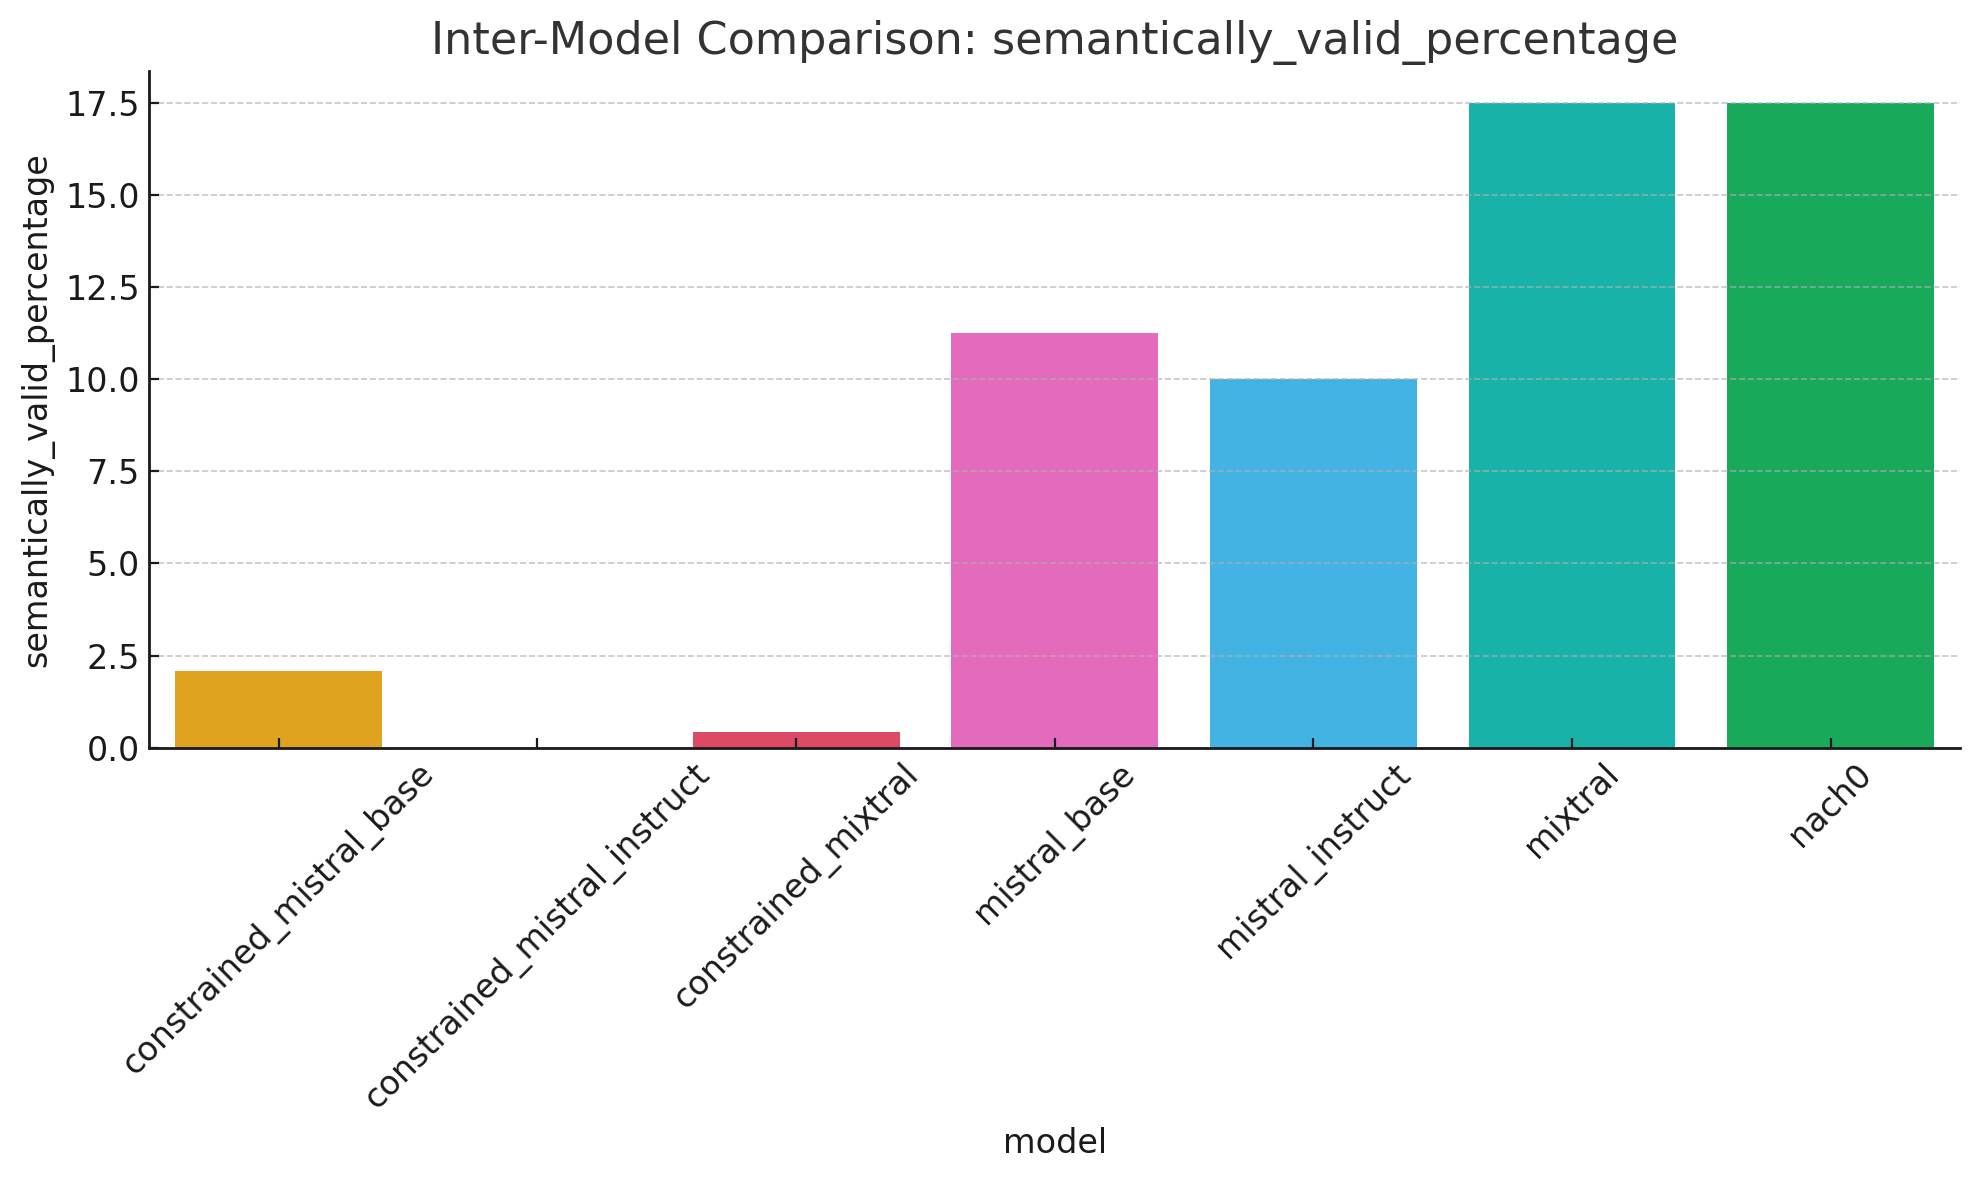 Inter-Model Comparison: semantically_valid_percentage
semantically_valid_percentage
17.5
15.0
12.5
10.0
7.5
5.0
2.5
0.0
constrained_mistral_base
constrained_mistral_instruct
constrained_mixtral
mistral_base
mistral_instruct
mixtral
nach0
model